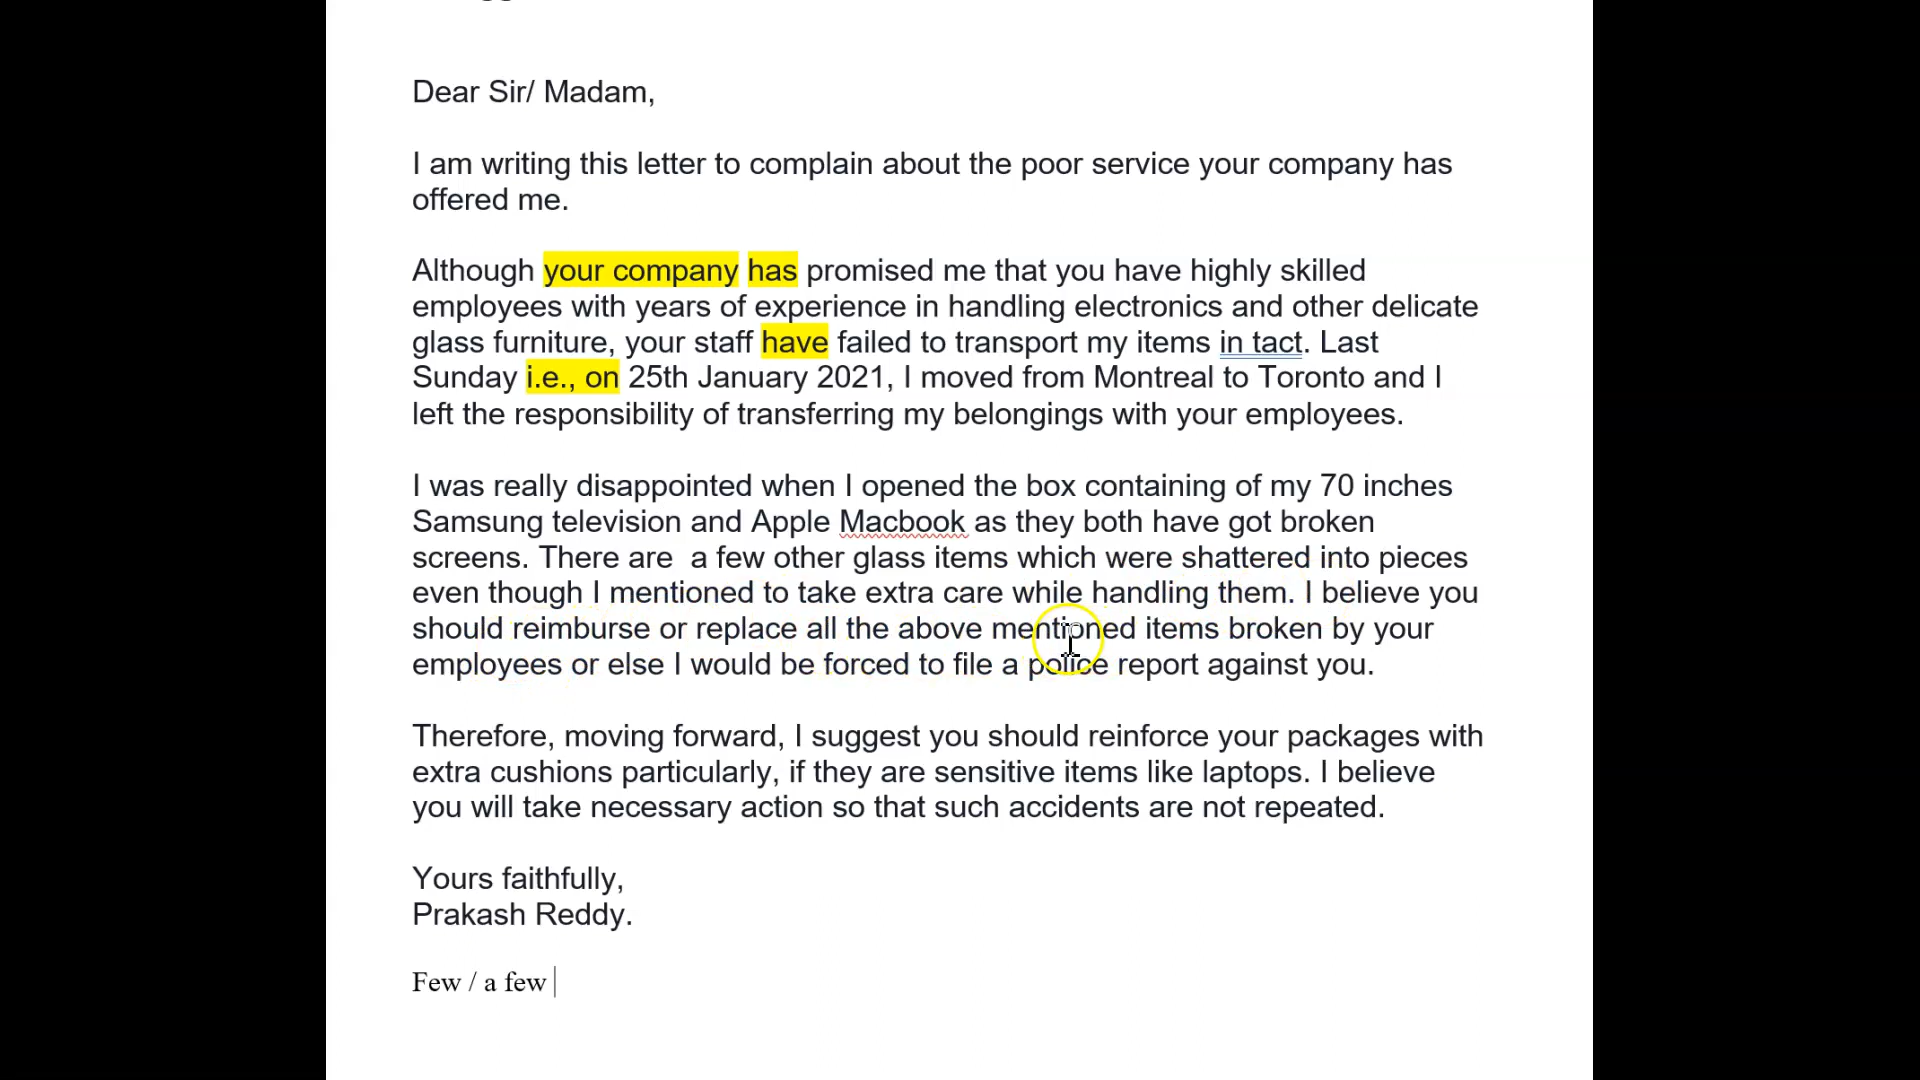 Dear Sir/ Madam,
I am writing this letter to complain about the poor service your company has
offered me.
Although your company has promised me that you have highly skilled
employees with years of experience in handling electronics and other delicate
glass furniture, your staff have failed to transport my items in tact. Last
Sunday i.e., on 25th January 2021, I moved from Montreal to Toronto and I
left the responsibility of transferring my belongings with your employees.
I was really disappointed when I opened the box containing of my 70 inches
Samsung television and Apple Macbook as they both have got broken
screens. There are  a few other glass items which were shattered into pieces
even though I mentioned to take extra care while handling them. I believe you
should reimburse or replace all the above mentioned items broken by your
employees or else I would be forced to file a police report against you.
Therefore, moving forward, I suggest you should reinforce your packages with
extra cushions particularly, if they are sensitive items like laptops. I believe
you will take necessary action so that such accidents are not repeated.
Yours faithfully,
Prakash Reddy.
Few / a few